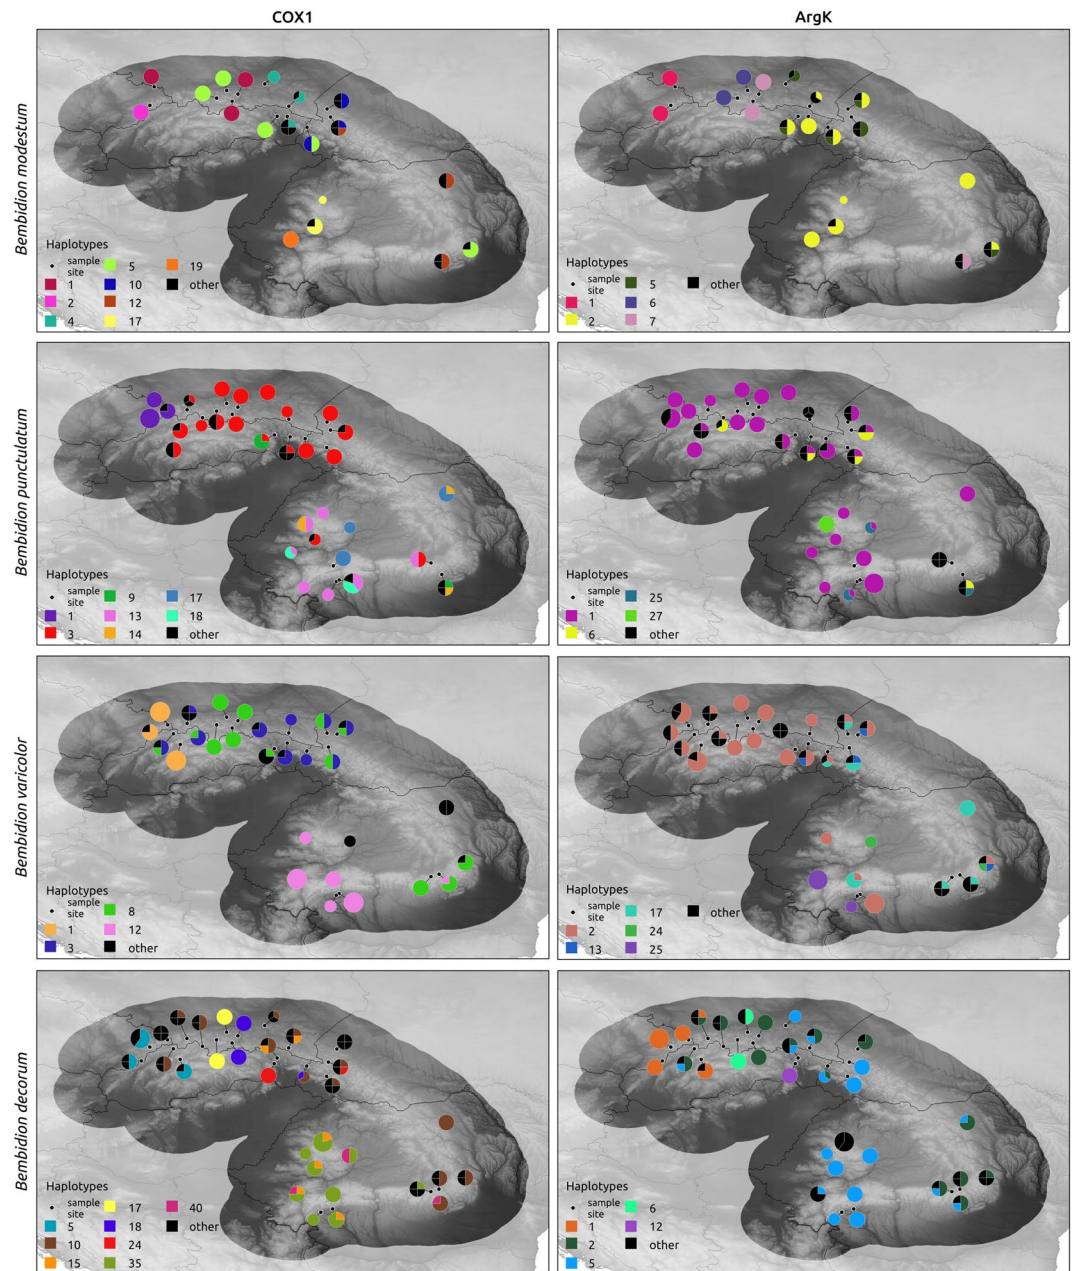 COX1
ArgK
Bembidion modestum
Haplotypes
sample site
1
2
4
5
10
12
17
19
other
Haplotypes
sample site
1
2
5
6
7
other
Bembidion punctulatum
Haplotypes
sample site
1
3
9
13
14
17
18
other
Haplotypes
sample site
1
6
25
27
other
Bembidion varicolor
Haplotypes
sample site
1
3
8
12
other
Haplotypes
sample site
2
13
17
24
25
other
Bembidion decorum
Haplotypes
sample site
5
10
15
17
18
24
35
40
other
Haplotypes
sample site
1
2
5
6
12
other